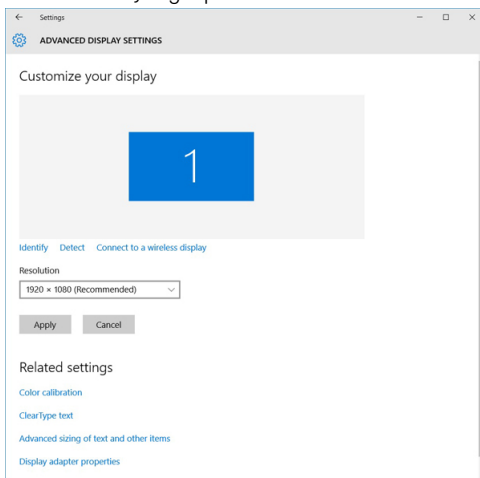 Settings
ADVANCED DISPLAY SETTINGS
Customize your display
1
Identify Detect Connect to a wireless display
Resolution
1920 × 1080 (Recommended)
Apply Cancel
Related settings
Color calibration
ClearType text
Advanced sizing of text and other items
Display adapter properties